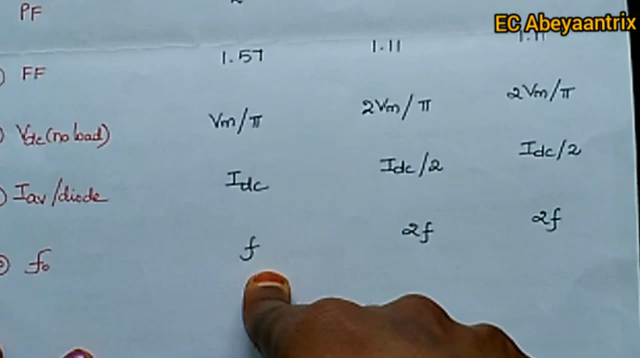 PF
EC Abeyaantrix
FF 1.57 1.11 1.11
Vdc (no load) Vm/π 2Vm/π 2Vm/π
Iav/diode Idc Idc/2 Idc/2
fo f 2f 2f